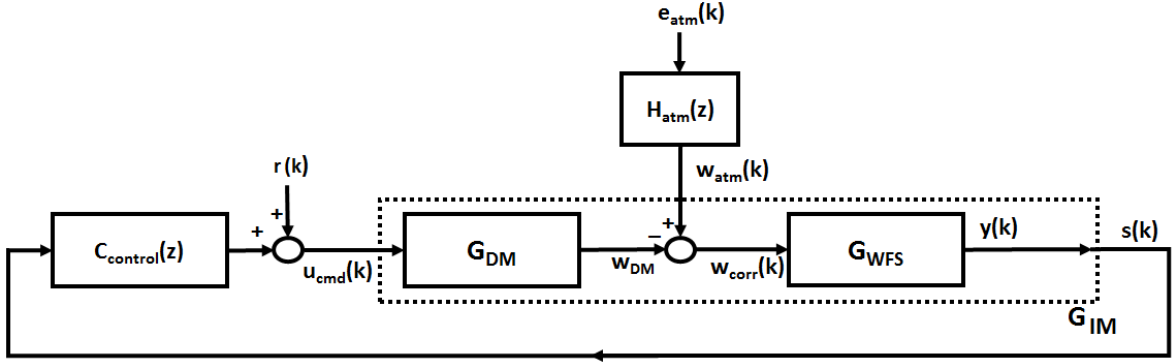 e_atm(k)
H_atm(z)
r(k)
w_atm(k)
+
+
+
−
C_control(z)
G_DM
G_WFS
y(k)
s(k)
u_cmd(k)
w_DM
w_corr(k)
G_IM